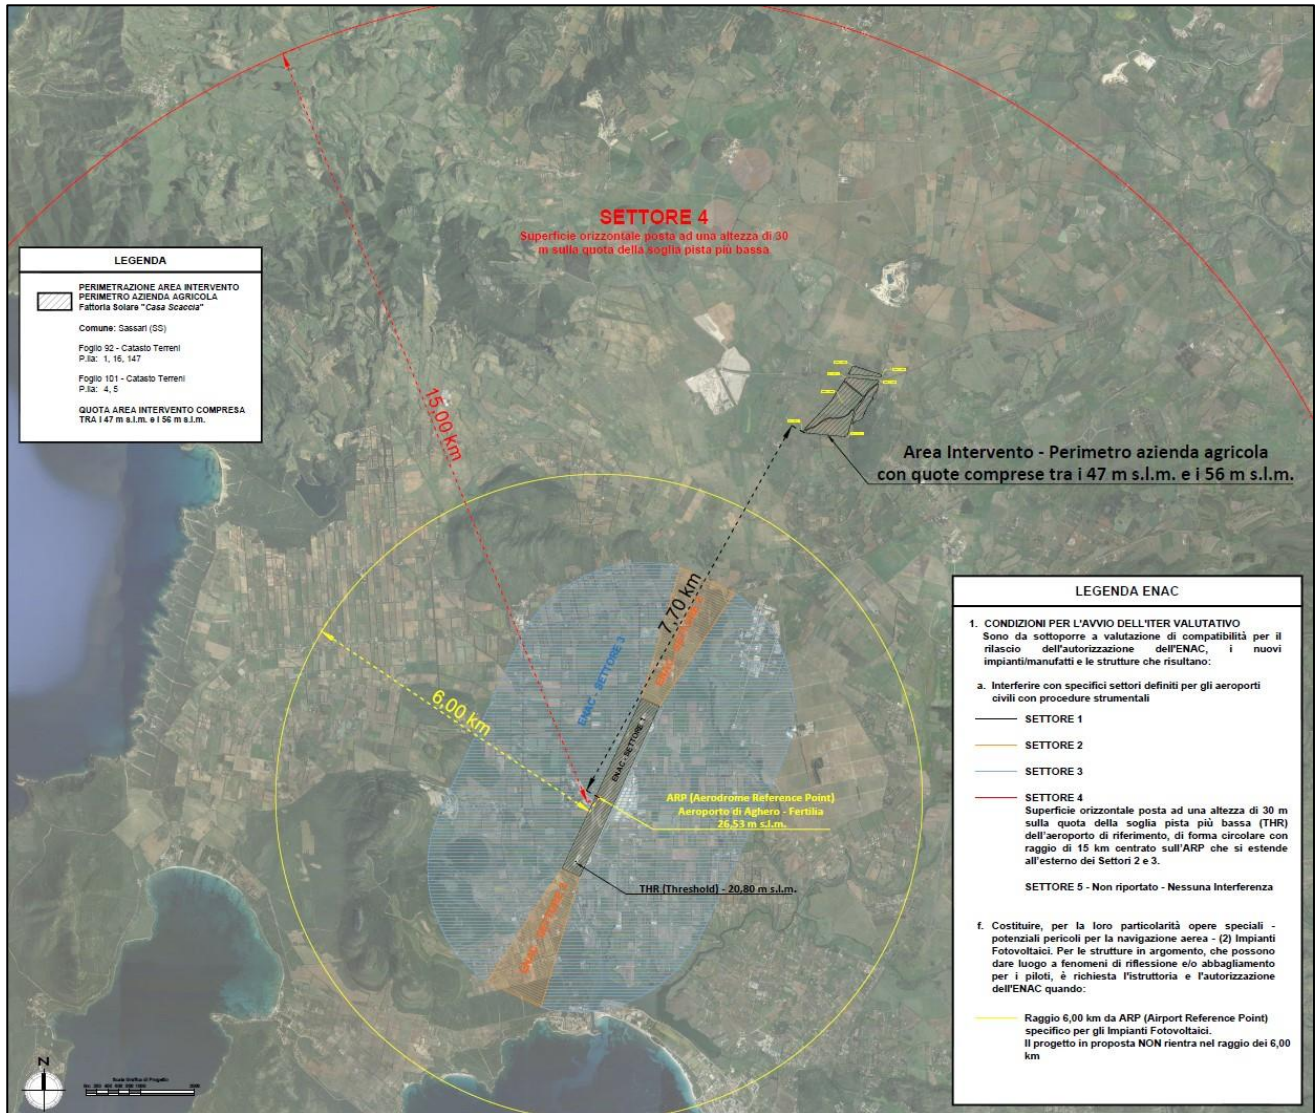 SETTORE 4
Superficie orizzontale posta ad una altezza di 30
m sulla quota della soglia pista più bassa
LEGENDA
PERIMETRAZIONE AREA INTERVENTO
PERIMETRO AZIENDA AGRICOLA
Fattoria Solare "Casa Scaccia"
Comune: Sassari (SS)
Foglio 92 - Catasto Terreni
P.lla: 1, 16, 147
Foglio 101 - Catasto Terreni
P.lla: 4, 5
QUOTA AREA INTERVENTO COMPRESA
TRA I 47 m s.l.m. e i 56 m s.l.m.
15,00 km
Area Intervento - Perimetro azienda agricola
con quote comprese tra i 47 m s.l.m. e i 56 m s.l.m.
7,70 km
6,00 km
ENAC - SETTORE 3
ENAC - SETTORE 1
ARP (Aerodrome Reference Point)
Aeroporto di Aghero - Fertilia
26,53 m s.l.m.
THR (Threshold) - 20,80 m s.l.m.
ENAC - SETTORE 2
LEGENDA ENAC
1. CONDIZIONI PER L'AVVIO DELL'ITER VALUTATIVO
Sono da sottoporre a valutazione di compatibilità per il
rilascio dell'autorizzazione dell'ENAC, i nuovi
impianti/manufatti e le strutture che risultano:
a. Interferire con specifici settori definiti per gli aeroporti
civili con procedure strumentali
SETTORE 1
SETTORE 2
SETTORE 3
SETTORE 4
Superficie orizzontale posta ad una altezza di 30 m
sulla quota della soglia pista più bassa (THR)
dell'aeroporto di riferimento, di forma circolare con
raggio di 15 km centrato sull'ARP che si estende
all'esterno dei Settori 2 e 3.
SETTORE 5 - Non riportato - Nessuna Interferenza
f. Costituire, per la loro particolarità opere speciali -
potenziali pericoli per la navigazione aerea - (2) Impianti
Fotovoltaici. Per le strutture in argomento, che possono
dare luogo a fenomeni di riflessione e/o abbagliamento
per i piloti, è richiesta l'istruttoria e l'autorizzazione
dell'ENAC quando:
Raggio 6,00 km da ARP (Airport Reference Point)
specifico per gli Impianti Fotovoltaici.
Il progetto in proposta NON rientra nel raggio dei 6,00
km
N